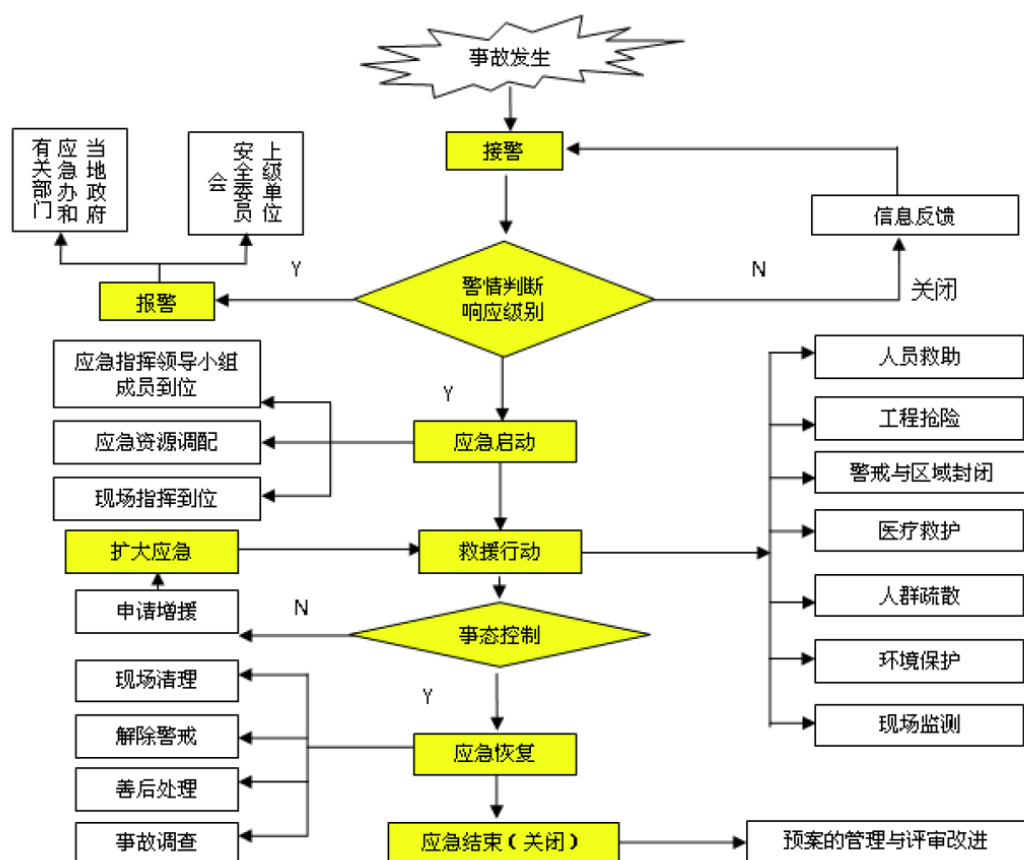 事故发生
接警
当地政府
应急办和
有关部门
上级单位
安全委员
会
信息反馈
Y
N
关闭
警情判断
响应级别
报警
应急指挥领导小组
成员到位
Y
人员救助
工程抢险
应急资源调配
应急启动
警戒与区域封闭
现场指挥到位
医疗救护
扩大应急
救援行动
申请增援
N
人群疏散
事态控制
环境保护
现场清理
Y
现场监测
解除警戒
应急恢复
善后处理
事故调查
应急结束（关闭）
预案的管理与评审改进